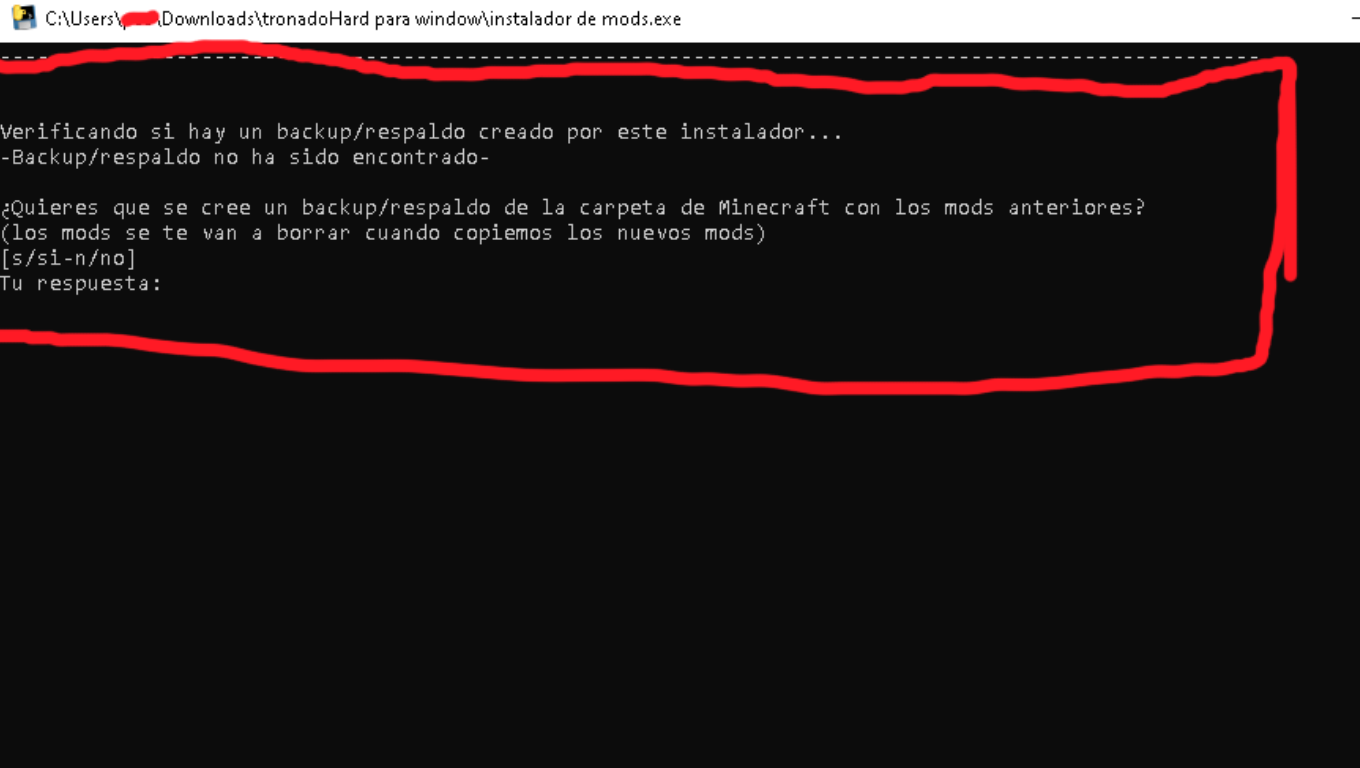 C:\Users\ \Downloads\tronadoHard para window\instalador de mods.exe
--------------------------------------------------------------------------------------------------------
Verificando si hay un backup/respaldo creado por este instalador...
-Backup/respaldo no ha sido encontrado-
¿Quieres que se cree un backup/respaldo de la carpeta de Minecraft con los mods anteriores?
(los mods se te van a borrar cuando copiemos los nuevos mods)
[s/si-n/no]
Tu respuesta: